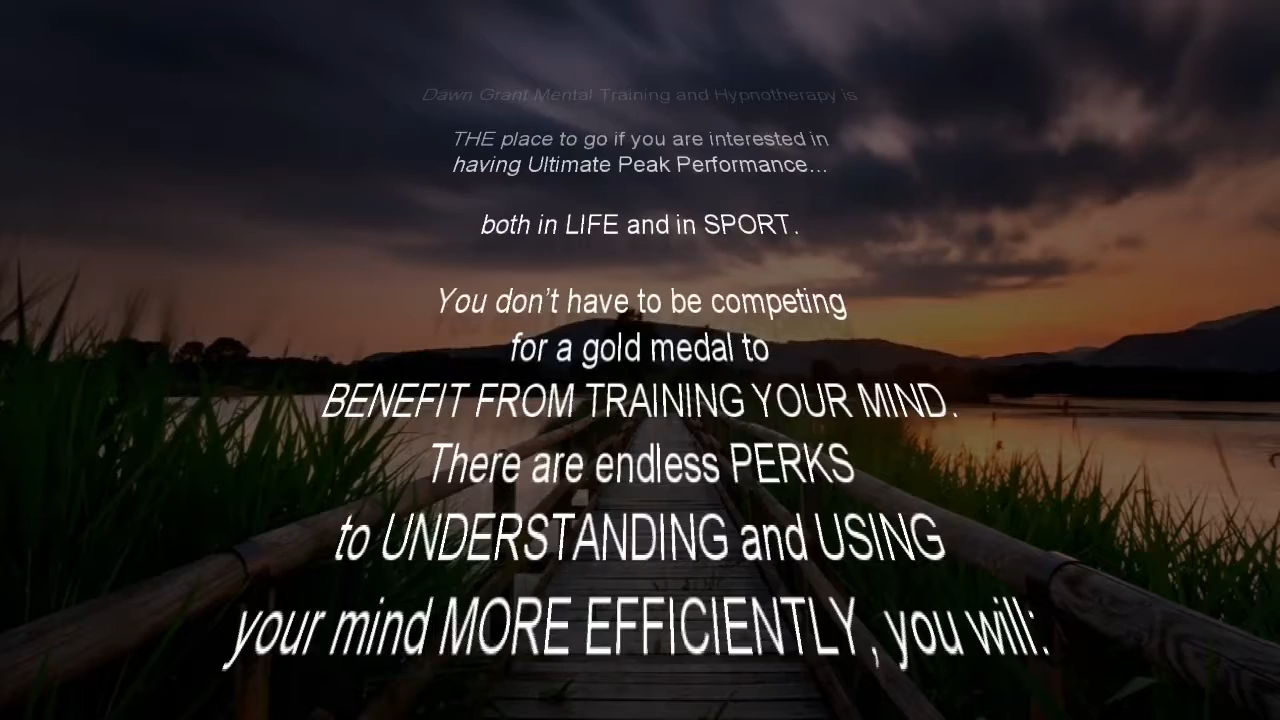 Dawn Grant Mental Training and Hypnotherapy is
THE place to go if you are interested in
having Ultimate Peak Performance...
both in LIFE and in SPORT.
You don’t have to be competing
for a gold medal to
BENEFIT FROM TRAINING YOUR MIND.
There are endless PERKS
to UNDERSTANDING and USING
your mind MORE EFFICIENTLY, you will: